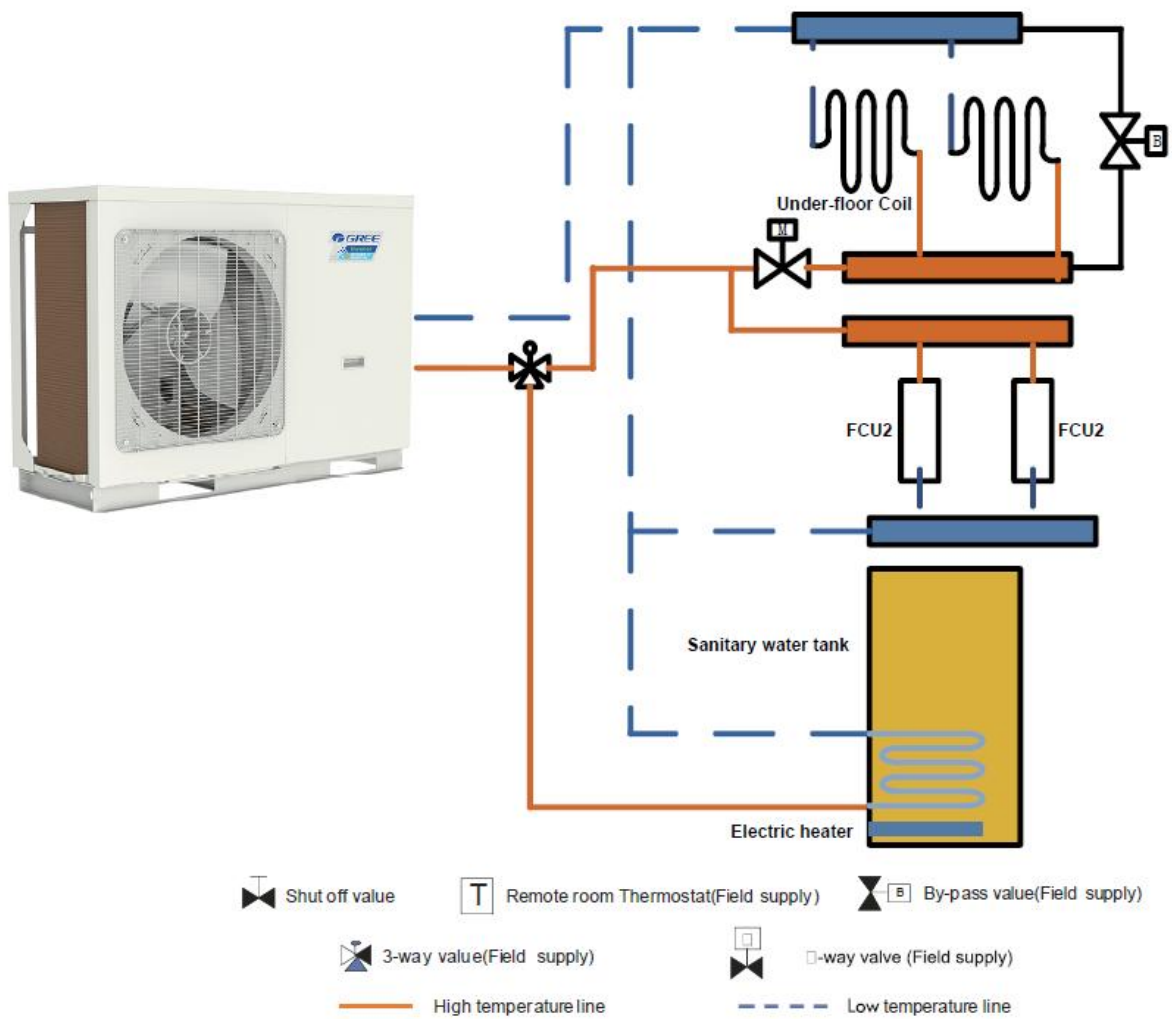 B
Under-floor Coil
M
GREE
FCU2
FCU2
Sanitary water tank
Electric heater
Shut off value
T
Remote room Thermostat(Field supply)
B
By-pass value(Field supply)
3-way value(Field supply)
□
□-way valve (Field supply)
High temperature line
Low temperature line